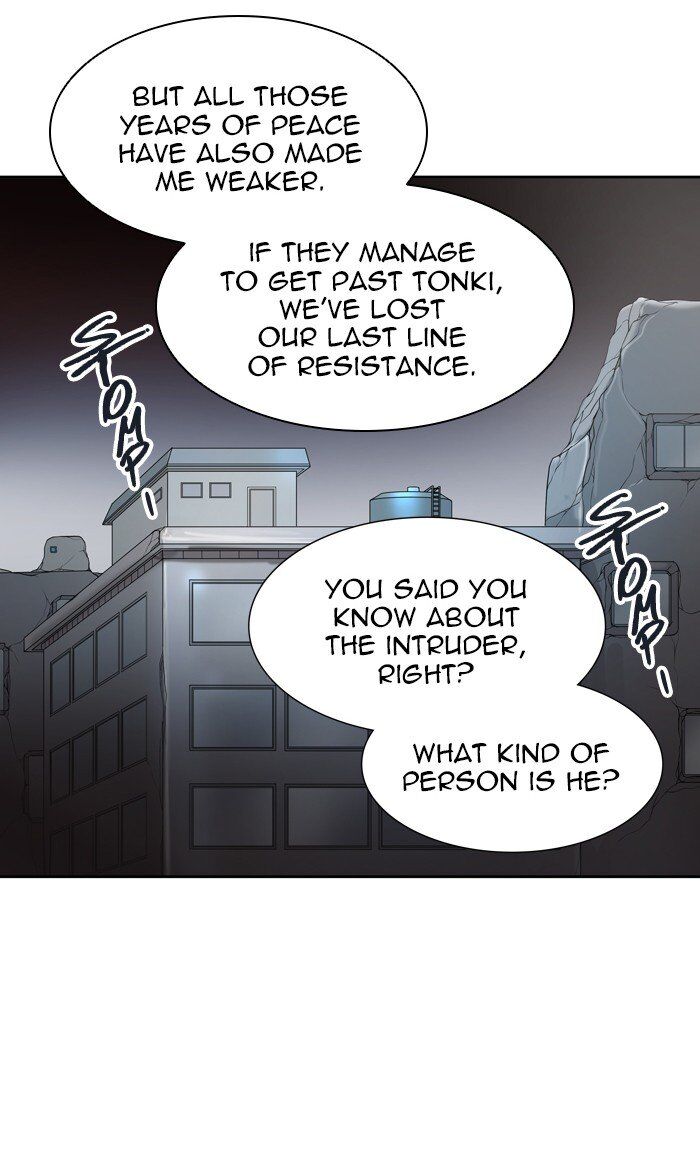 BUT ALL THOSE
YEARS OF PEACE
HAVE ALSO MADE
ME WEAKER.
IF THEY MANAGE
TO GET PAST TONKI,
WE'VE LOST
OUR LAST LINE
OF RESISTANCE.
STOMP
STOMP
YOU SAID YOU
KNOW ABOUT
THE INTRUDER,
RIGHT?
WHAT KIND OF
PERSON IS HE?